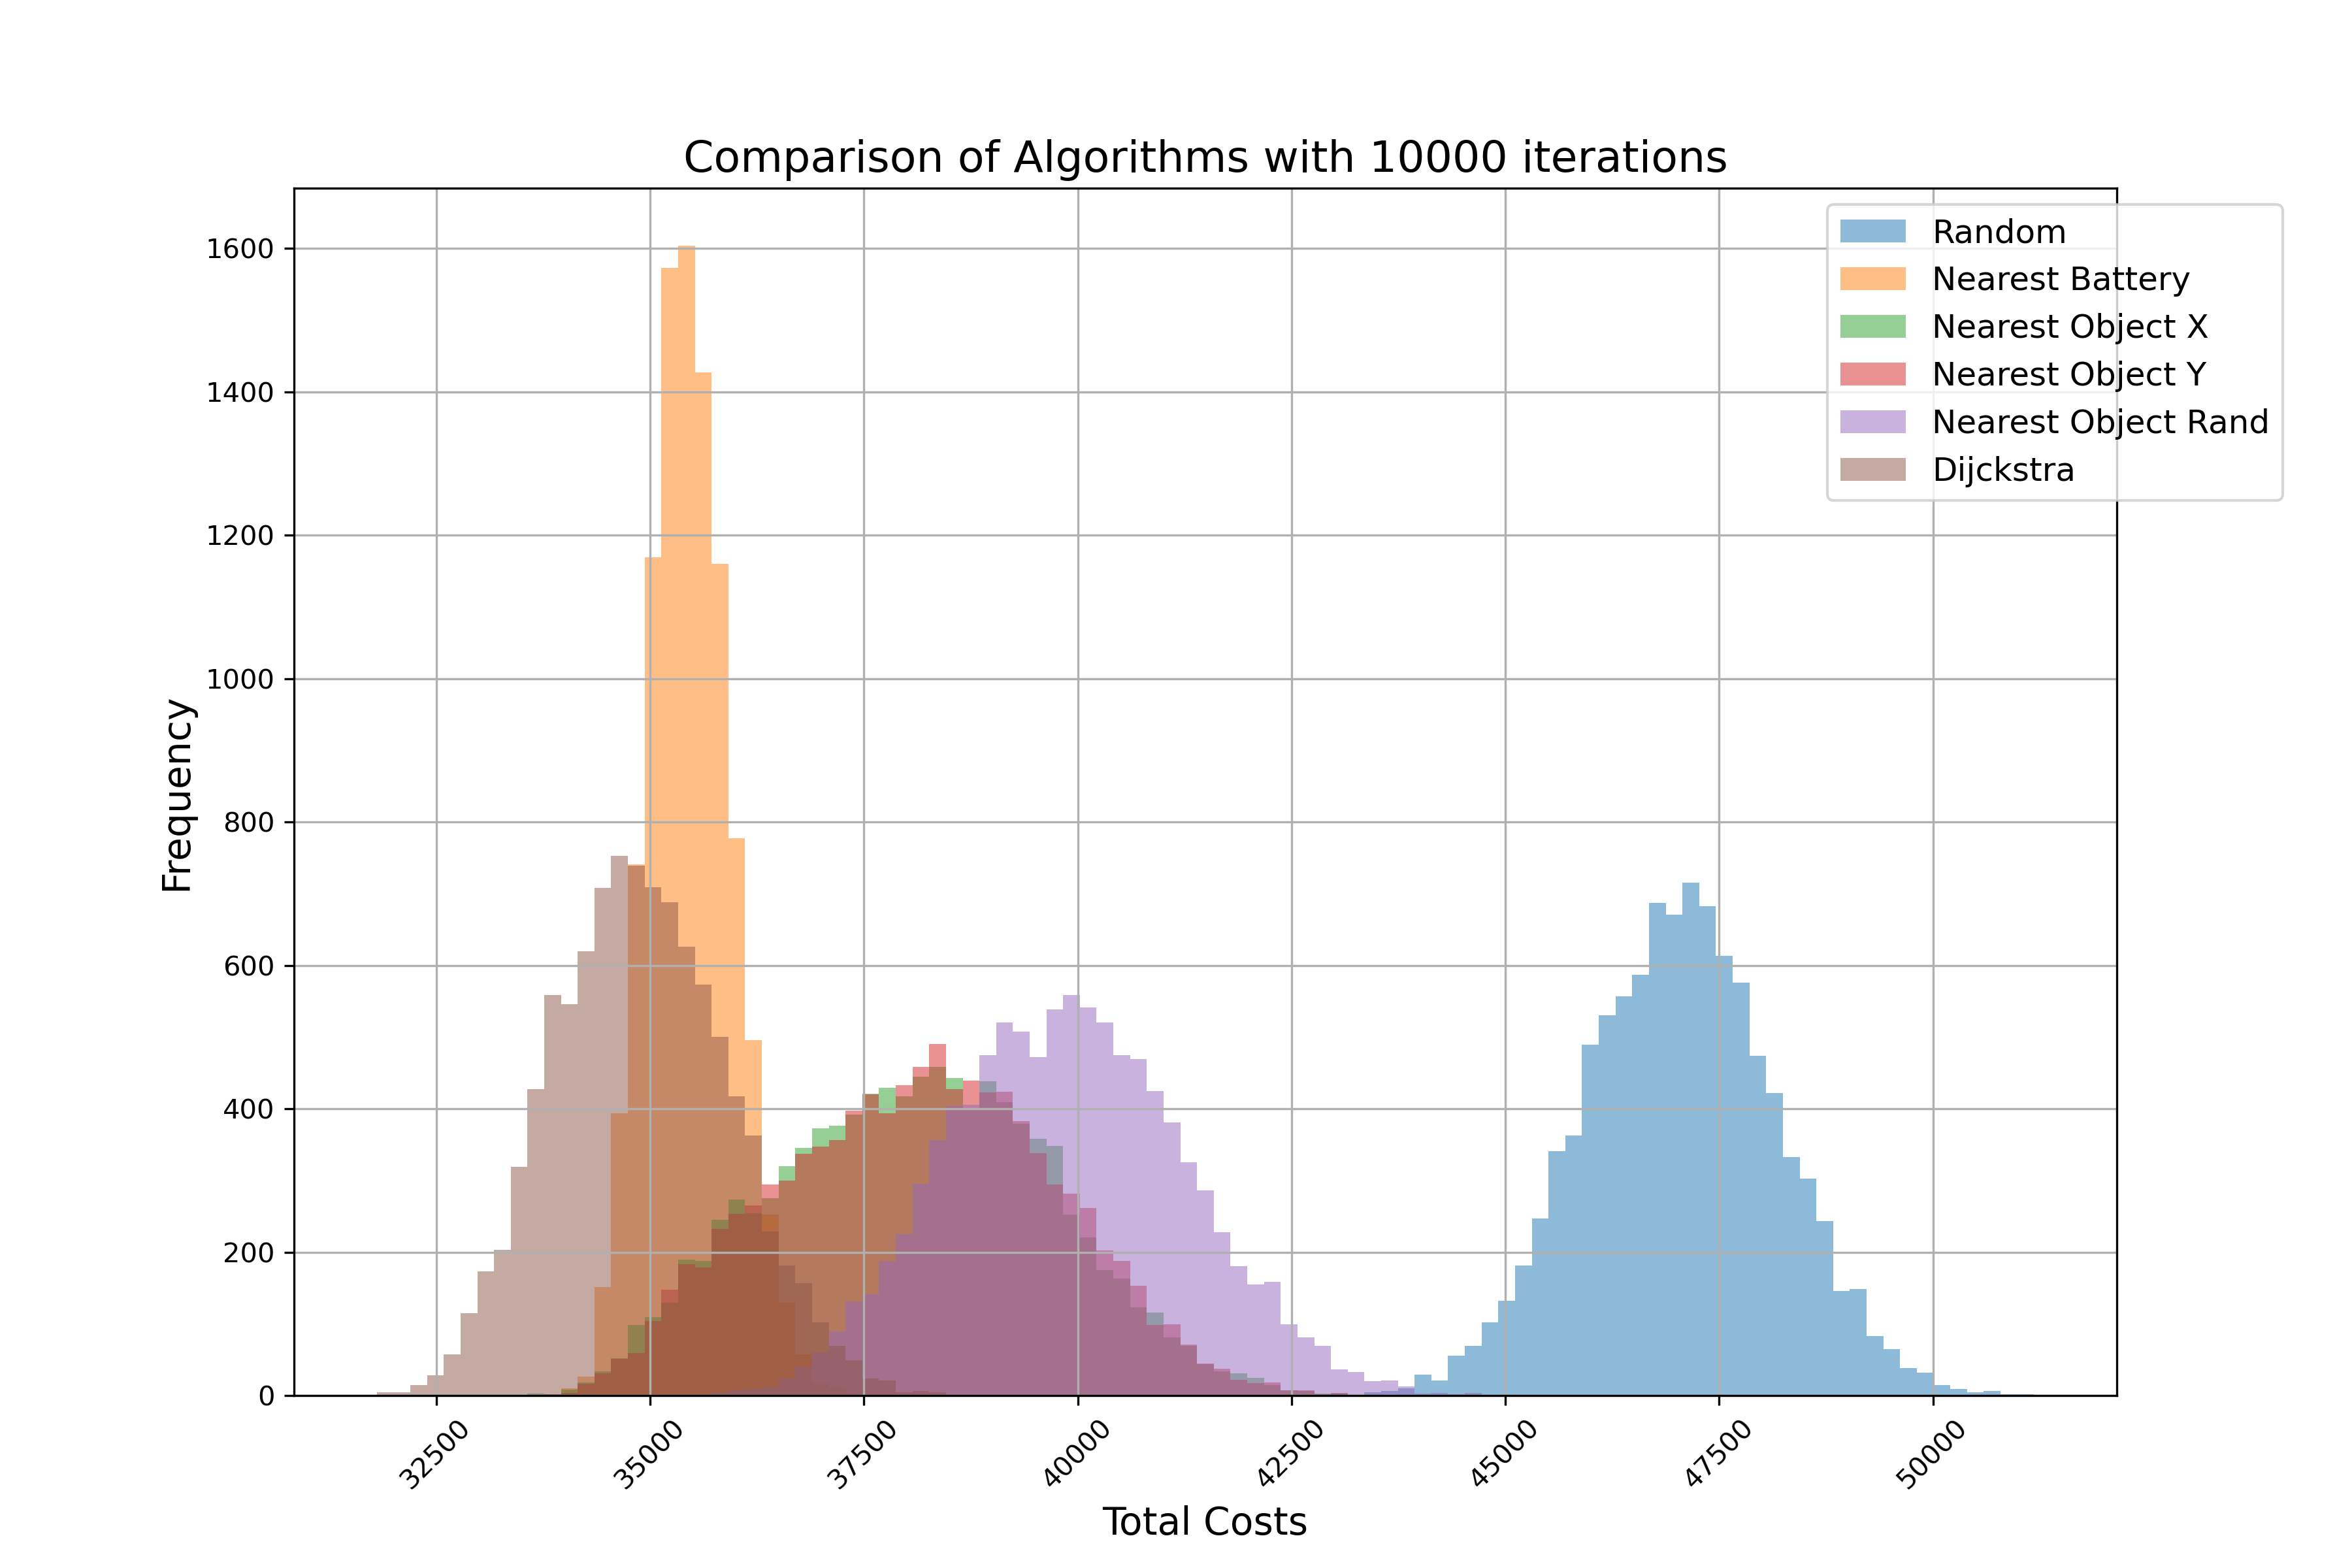 Comparison of Algorithms with 10000 iterations
Random
Nearest Battery
Nearest Object X
Nearest Object Y
Nearest Object Rand
Dijckstra
Frequency
1600
1400
1200
1000
800
600
400
200
0
32500
35000
37500
40000
42500
45000
47500
50000
Total Costs